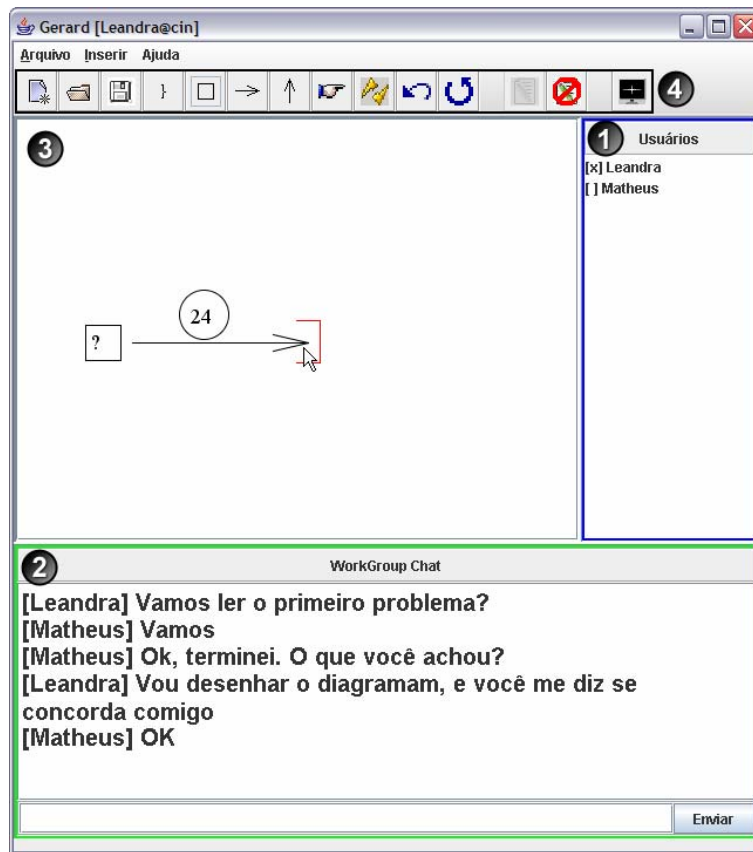 Gerard [Leandra@cin]
Arquivo Inserir Ajuda
4
3
1 Usuários
[x] Leandra
[ ] Matheus
24
?
2 WorkGroup Chat
[Leandra] Vamos ler o primeiro problema?
[Matheus] Vamos
[Matheus] Ok, terminei. O que você achou?
[Leandra] Vou desenhar o diagramam, e você me diz se
concorda comigo
[Matheus] OK
Enviar